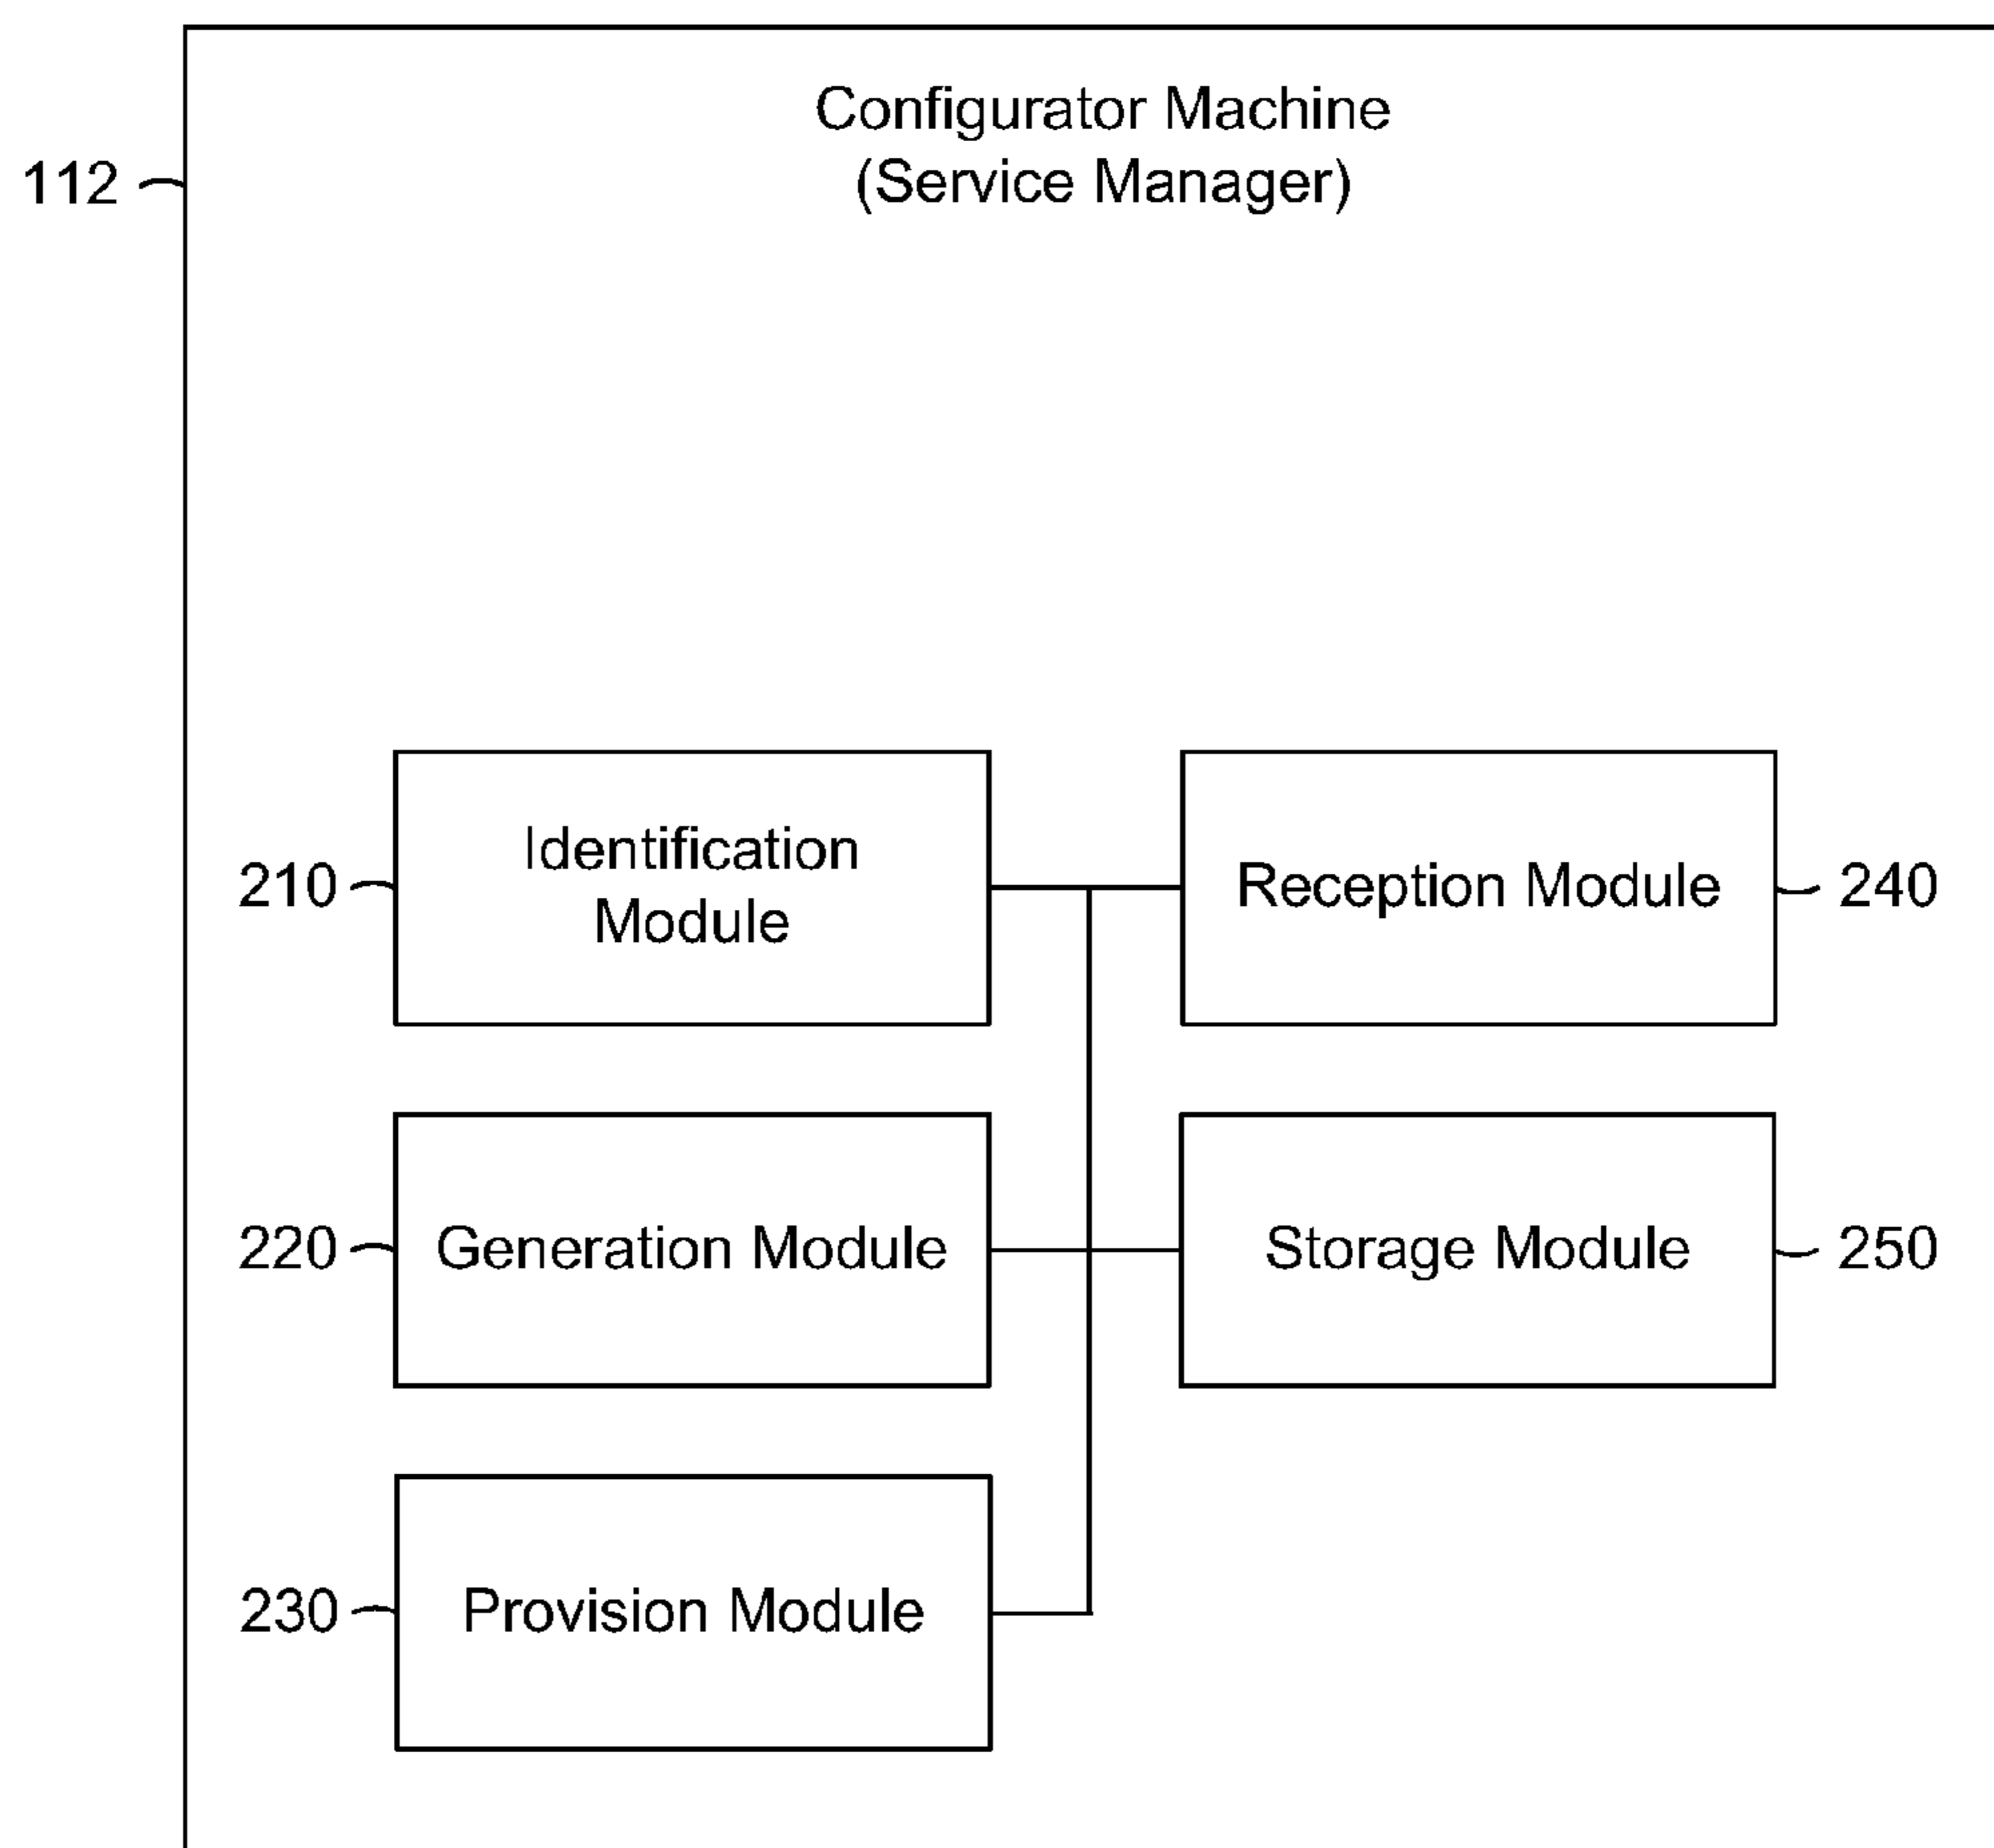 Configurator Machine
(Service Manager)
112
Identification
Module
210
Reception Module
240
Generation Module
220
Storage Module
250
Provision Module
230